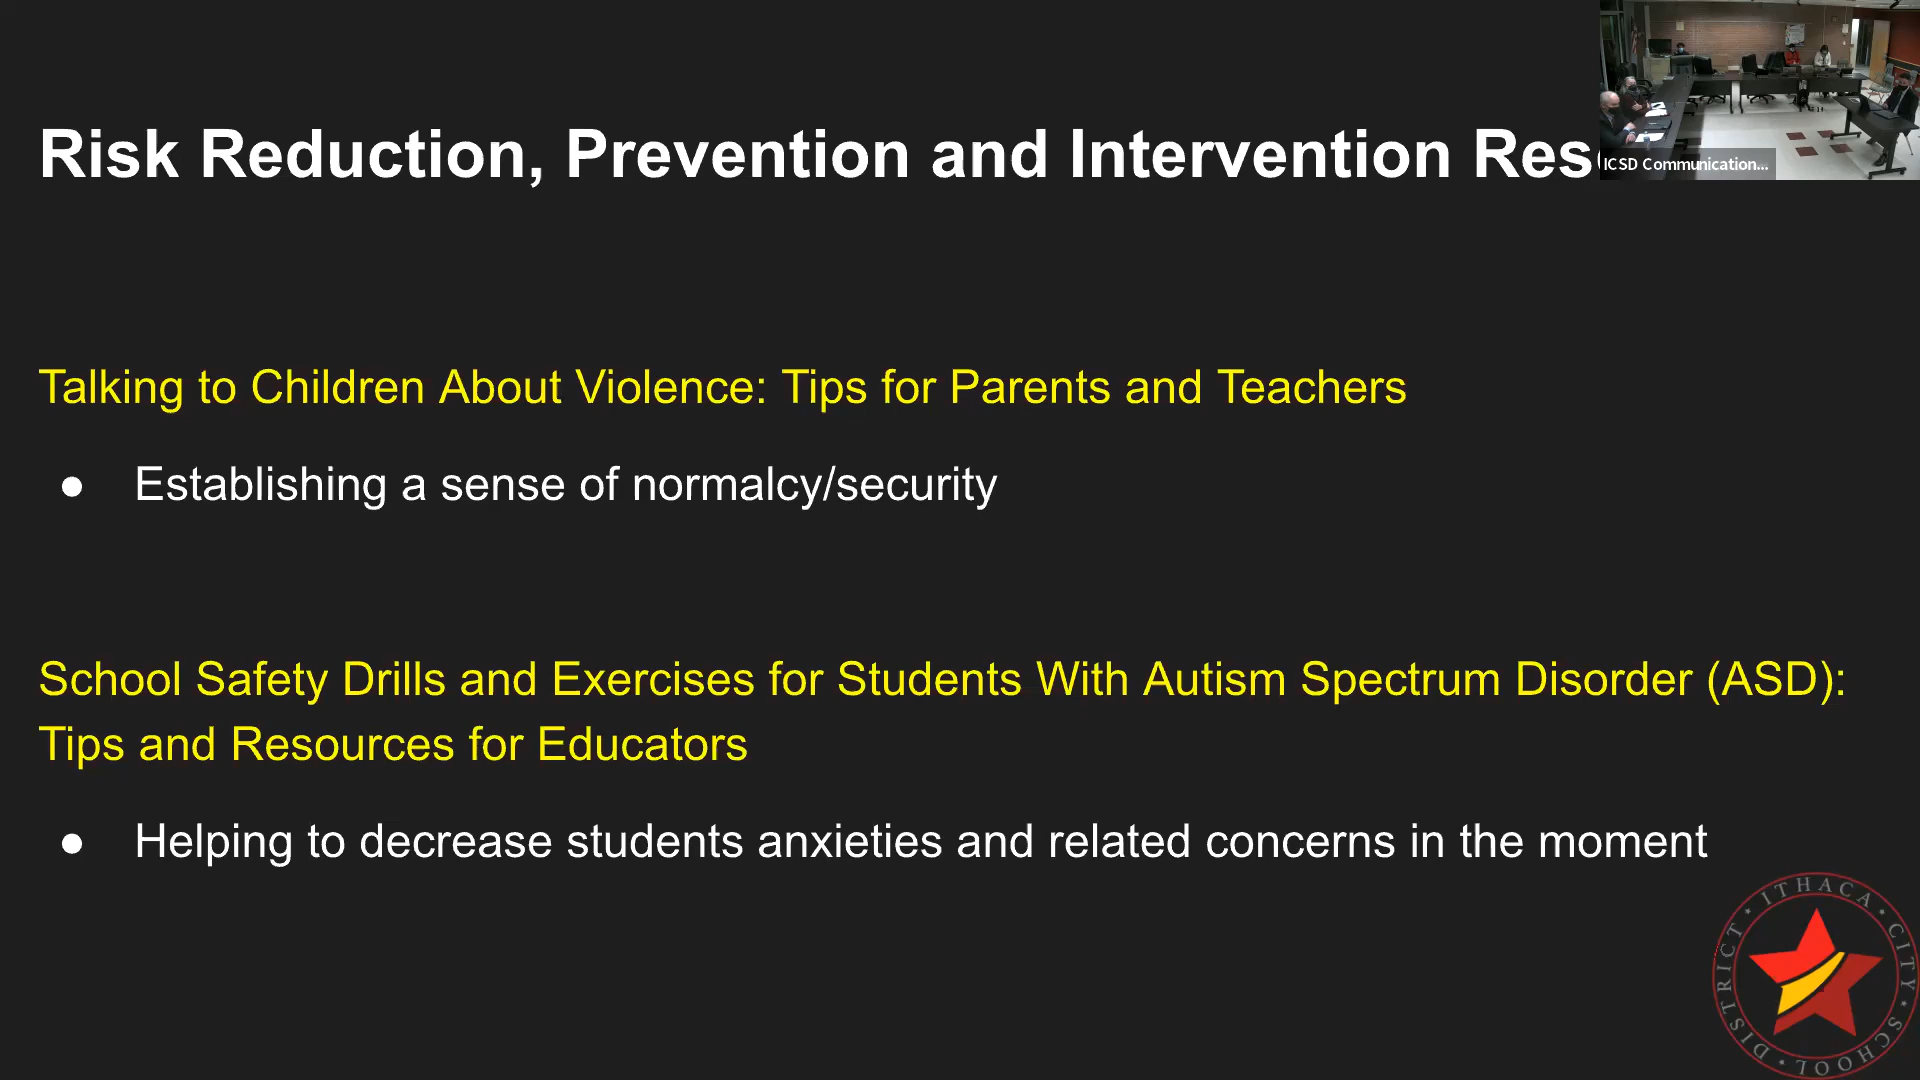 Risk Reduction, Prevention and Intervention Res
ICSD Communication...
Talking to Children About Violence: Tips for Parents and Teachers
● Establishing a sense of normalcy/security
School Safety Drills and Exercises for Students With Autism Spectrum Disorder (ASD):
Tips and Resources for Educators
● Helping to decrease students anxieties and related concerns in the moment
ITHACA • CITY • SCHOOL • DISTRICT •